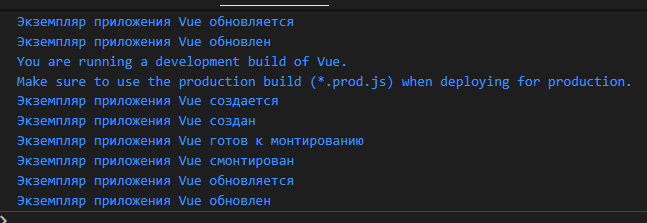 Экземпляр приложения Vue обновляется
Экземпляр приложения Vue обновлен
You are running a development build of Vue.
Make sure to use the production build (*.prod.js) when deploying for production.
Экземпляр приложения Vue создается
Экземпляр приложения Vue создан
Экземпляр приложения Vue готов к монтированию
Экземпляр приложения Vue смонтирован
Экземпляр приложения Vue обновляется
Экземпляр приложения Vue обновлен